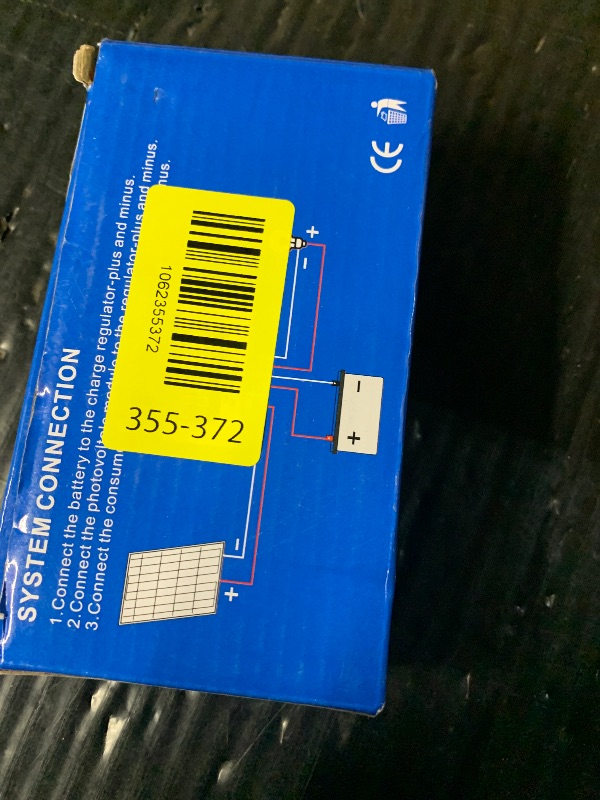 SYSTEM CONNECTION
1.Connect the battery to the charge regulator-plus and minus.
2.Connect the photovoltaic module to the regulator-plus and minus.
3.Connect the consum minus.
1062355372
355-372
+
-
-
+
-
+
CE